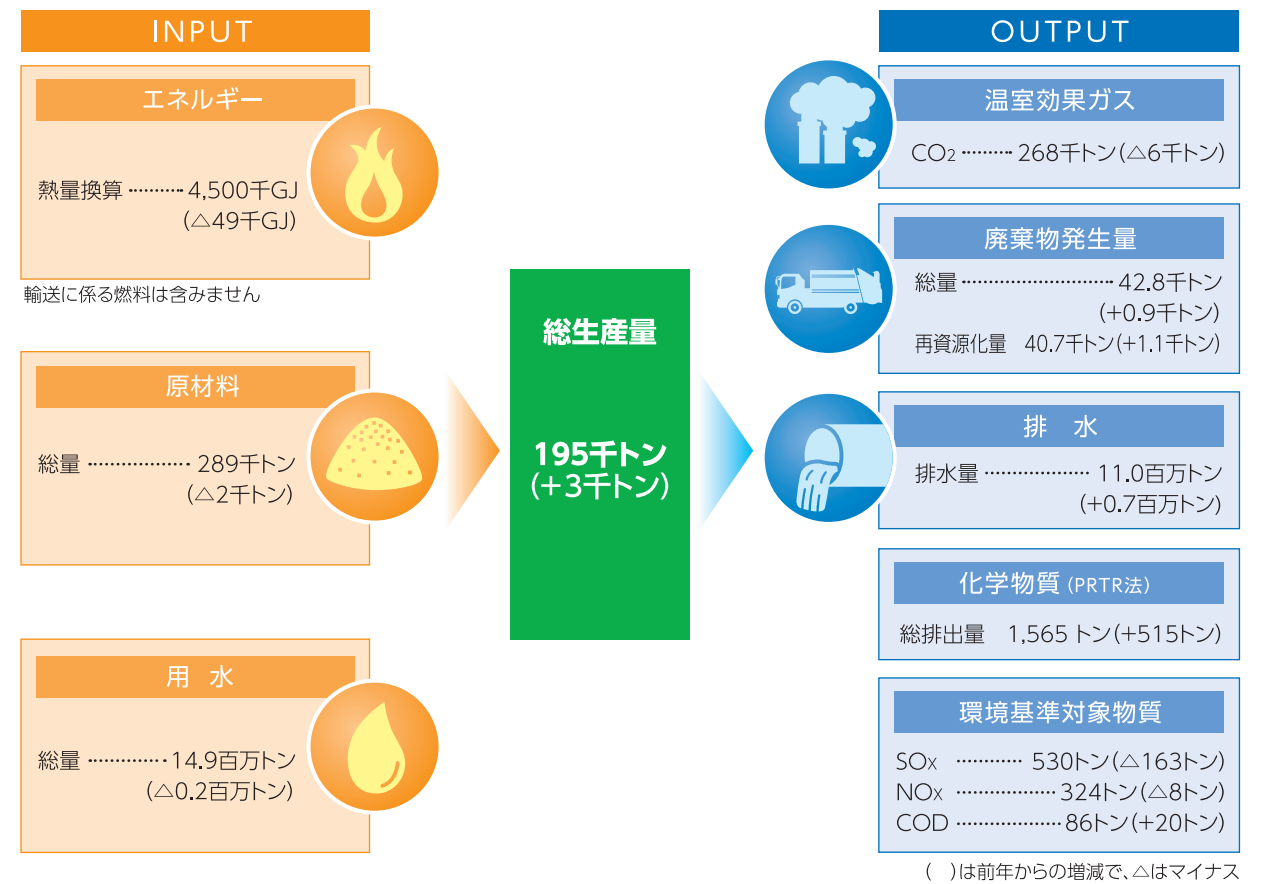 INPUT
エネルギー
熱量換算 ………… 4,500千GJ
(△49千GJ)
輸送に係る燃料は含みません
原材料
総量 ……………… 289千トン
(△2千トン)
用 水
総量 ………… 14.9百万トン
(△0.2百万トン)
総生産量
195千トン
(+3千トン)
OUTPUT
温室効果ガス
CO2 ……… 268千トン(△6千トン)
廃棄物発生量
総量 ……………………… 42.8千トン
(+0.9千トン)
再資源化量 40.7千トン(+1.1千トン)
排 水
排水量 ……………… 11.0百万トン
(+0.7百万トン)
化学物質 (PRTR法)
総排出量 1,565 トン(+515トン)
環境基準対象物質
SOx ………… 530トン(△163トン)
NOx ……………… 324トン(△8トン)
COD ……………… 86トン(+20トン)
( )は前年からの増減で、△はマイナス